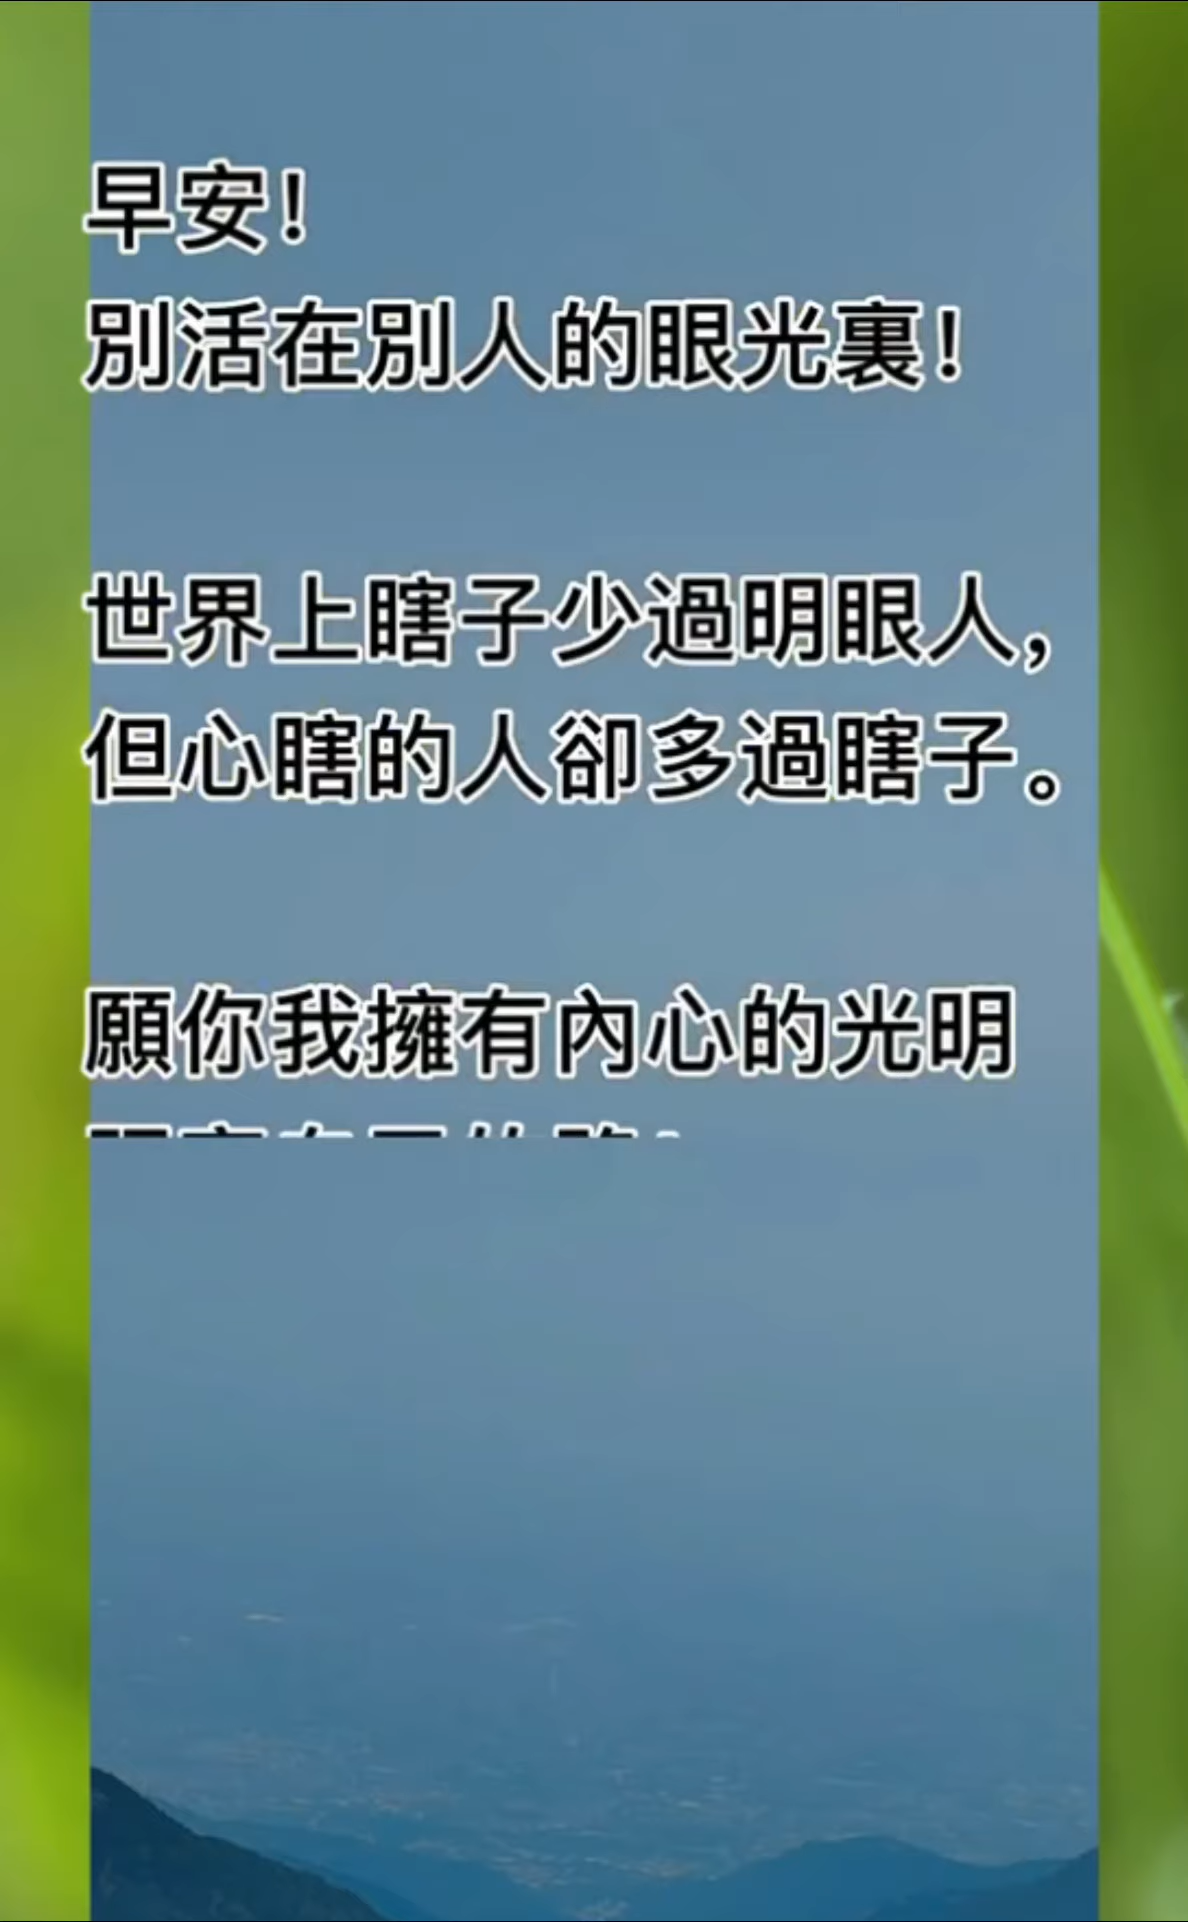 早安！
別活在別人的眼光裏！
世界上瞎子少過明眼人，
但心瞎的人卻多過瞎子。
願你我擁有內心的光明